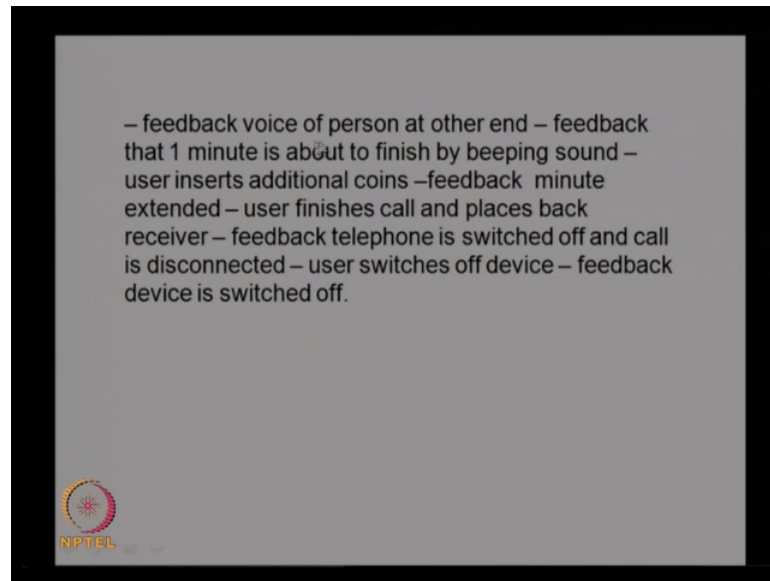 – feedback voice of person at other end – feedback
that 1 minute is about to finish by beeping sound –
user inserts additional coins –feedback  minute
extended – user finishes call and places back
receiver – feedback telephone is switched off and call
is disconnected – user switches off device – feedback
device is switched off.
NPTEL